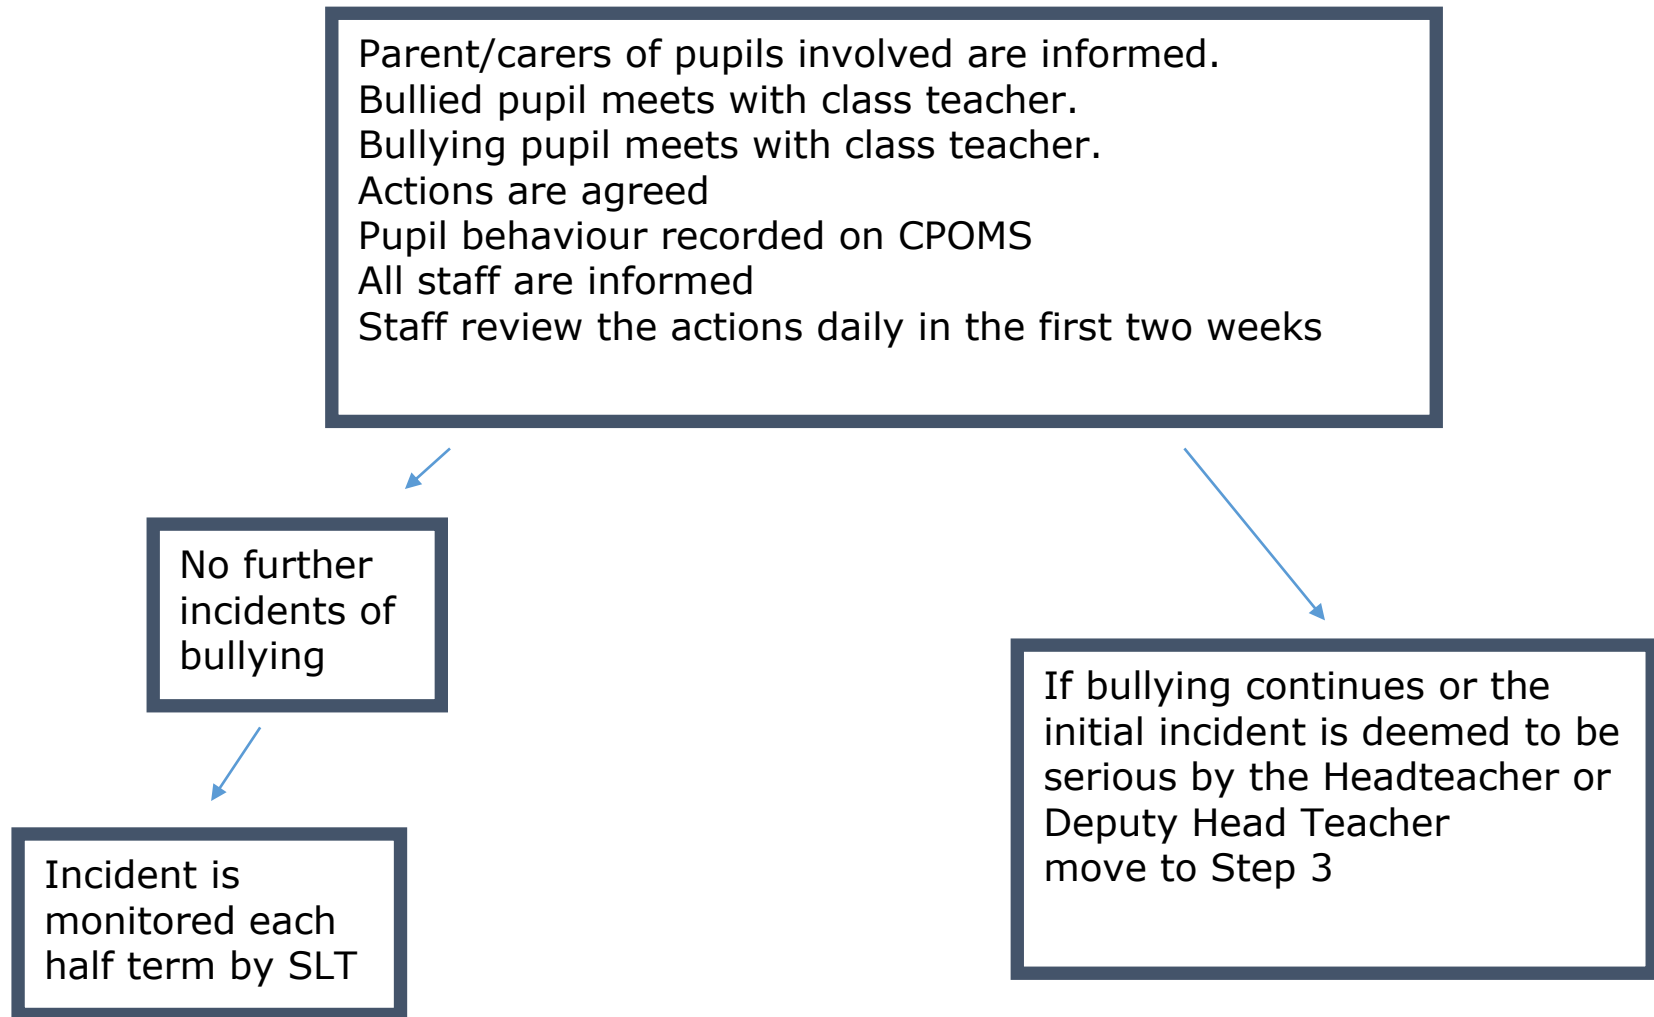 Parent/carers of pupils involved are informed.
Bullied pupil meets with class teacher.
Bullying pupil meets with class teacher.
Actions are agreed
Pupil behaviour recorded on CPOMS
All staff are informed
Staff review the actions daily in the first two weeks
No further
incidents of
bullying
Incident is
monitored each
half term by SLT
If bullying continues or the
initial incident is deemed to be
serious by the Headteacher or
Deputy Head Teacher
move to Step 3